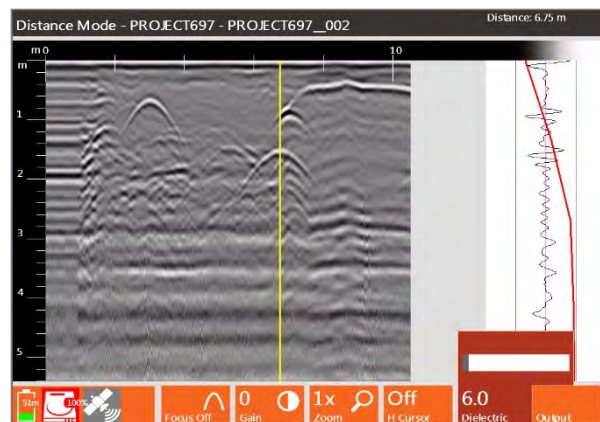 Distance Mode - PROJECT697 - PROJECT697__002
Distance: 6.75 m
m 0
10
m
1
2
3
4
5
51m
100%
Focus Off
0
Gain
1x
Zoom
Off
H Cursor
6.0
Dielectric
Output